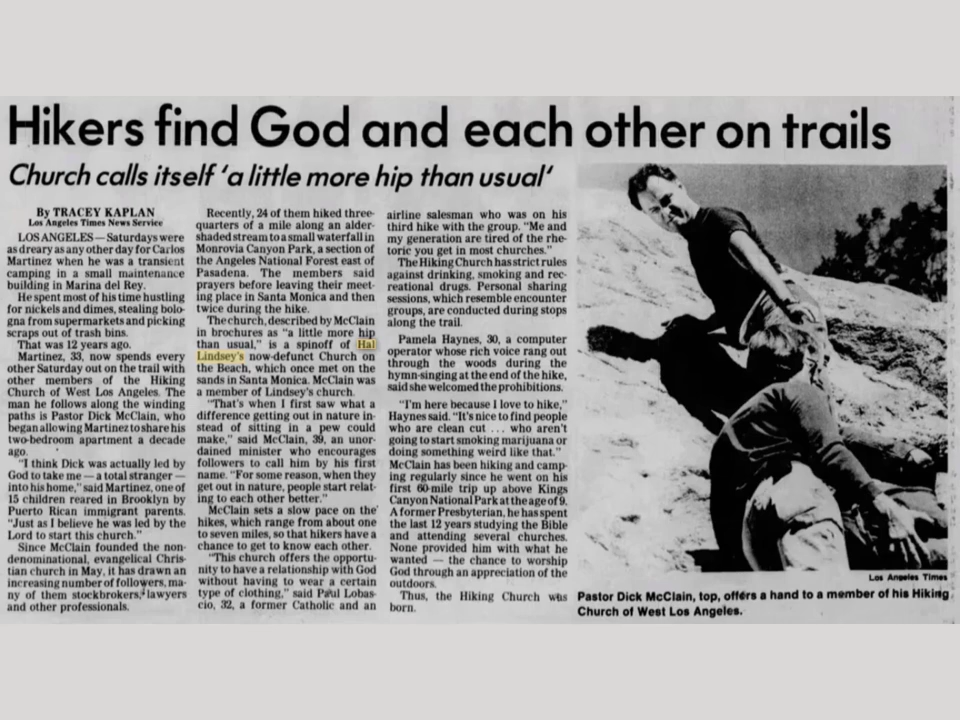 Hikers find God and each other on trails
Church calls itself 'a little more hip than usual'
By TRACEY KAPLAN
Los Angeles Times News Service
LOS ANGELES — Saturdays were
as dreary as any other day for Carlos
Martinez when he was a transient
camping in a small maintenance
building in Marina del Rey.
He spent most of his time hustling
for nickels and dimes, stealing bolo-
gna from supermarkets and picking
scraps out of trash bins.
That was 12 years ago.
Martinez, 33, now spends every
other Saturday out on the trail with
other members of the Hiking
Church of West Los Angeles. The
man he follows along the winding
paths is Pastor Dick McClain, who
began allowing Martinez to share his
two-bedroom apartment a decade
ago.
"I think Dick was actually led by
God to take me — a total stranger —
into his home," said Martinez, one of
15 children reared in Brooklyn by
Puerto Rican immigrant parents.
"Just as I believe he was led by the
Lord to start this church."
Since McClain founded the non-
denominational, evangelical Chris-
tian church in May, it has drawn an
increasing number of followers, ma-
ny of them stockbrokers, lawyers
and other professionals.
Recently, 24 of them hiked three-
quarters of a mile along an alder-
shaded stream to a small waterfall in
Monrovia Canyon Park, a section of
the Angeles National Forest east of
Pasadena. The members said
prayers before leaving their meet-
ing place in Santa Monica and then
twice during the hike.
The church, described by McClain
in brochures as "a little more hip
than usual," is a spinoff of Hal
Lindsey's now-defunct Church on
the Beach, which once met on the
sands in Santa Monica. McClain was
a member of Lindsey's church.
"That's when I first saw what a
difference getting out in nature in-
stead of sitting in a pew could
make," said McClain, 39, an unor-
dained minister who encourages
followers to call him by his first
name. "For some reason, when they
get out in nature, people start relat-
ing to each other better."
McClain sets a slow pace on the
hikes, which range from about one
to seven miles, so that hikers have a
chance to get to know each other.
"This church offers the opportu-
nity to have a relationship with God
without having to wear a certain
type of clothing," said Paul Lobas-
cio, 32, a former Catholic and an
airline salesman who was on his
third hike with the group. "Me and
my generation are tired of the rhe-
toric you get in most churches."
The Hiking Church has strict rules
against drinking, smoking and rec-
reational drugs. Personal sharing
sessions, which resemble encounter
groups, are conducted during stops
along the trail.
Pamela Haynes, 30, a computer
operator whose rich voice rang out
through the woods during the
hymn-singing at the end of the hike,
said she welcomed the prohibitions.
"I'm here because I love to hike,"
Haynes said. "It's nice to find people
who are clean cut . . . who aren't
going to start smoking marijuana or
doing something weird like that."
McClain has been hiking and camp-
ing regularly since he went on his
first 60-mile trip up above Kings
Canyon National Park at the age of 9.
A former Presbyterian, he has spent
the last 12 years studying the Bible
and attending several churches.
None provided him with what he
wanted — the chance to worship
God through an appreciation of the
outdoors.
Thus, the Hiking Church was
born.
Los Angeles Times
Pastor Dick McClain, top, offers a hand to a member of his Hiking
Church of West Los Angeles.